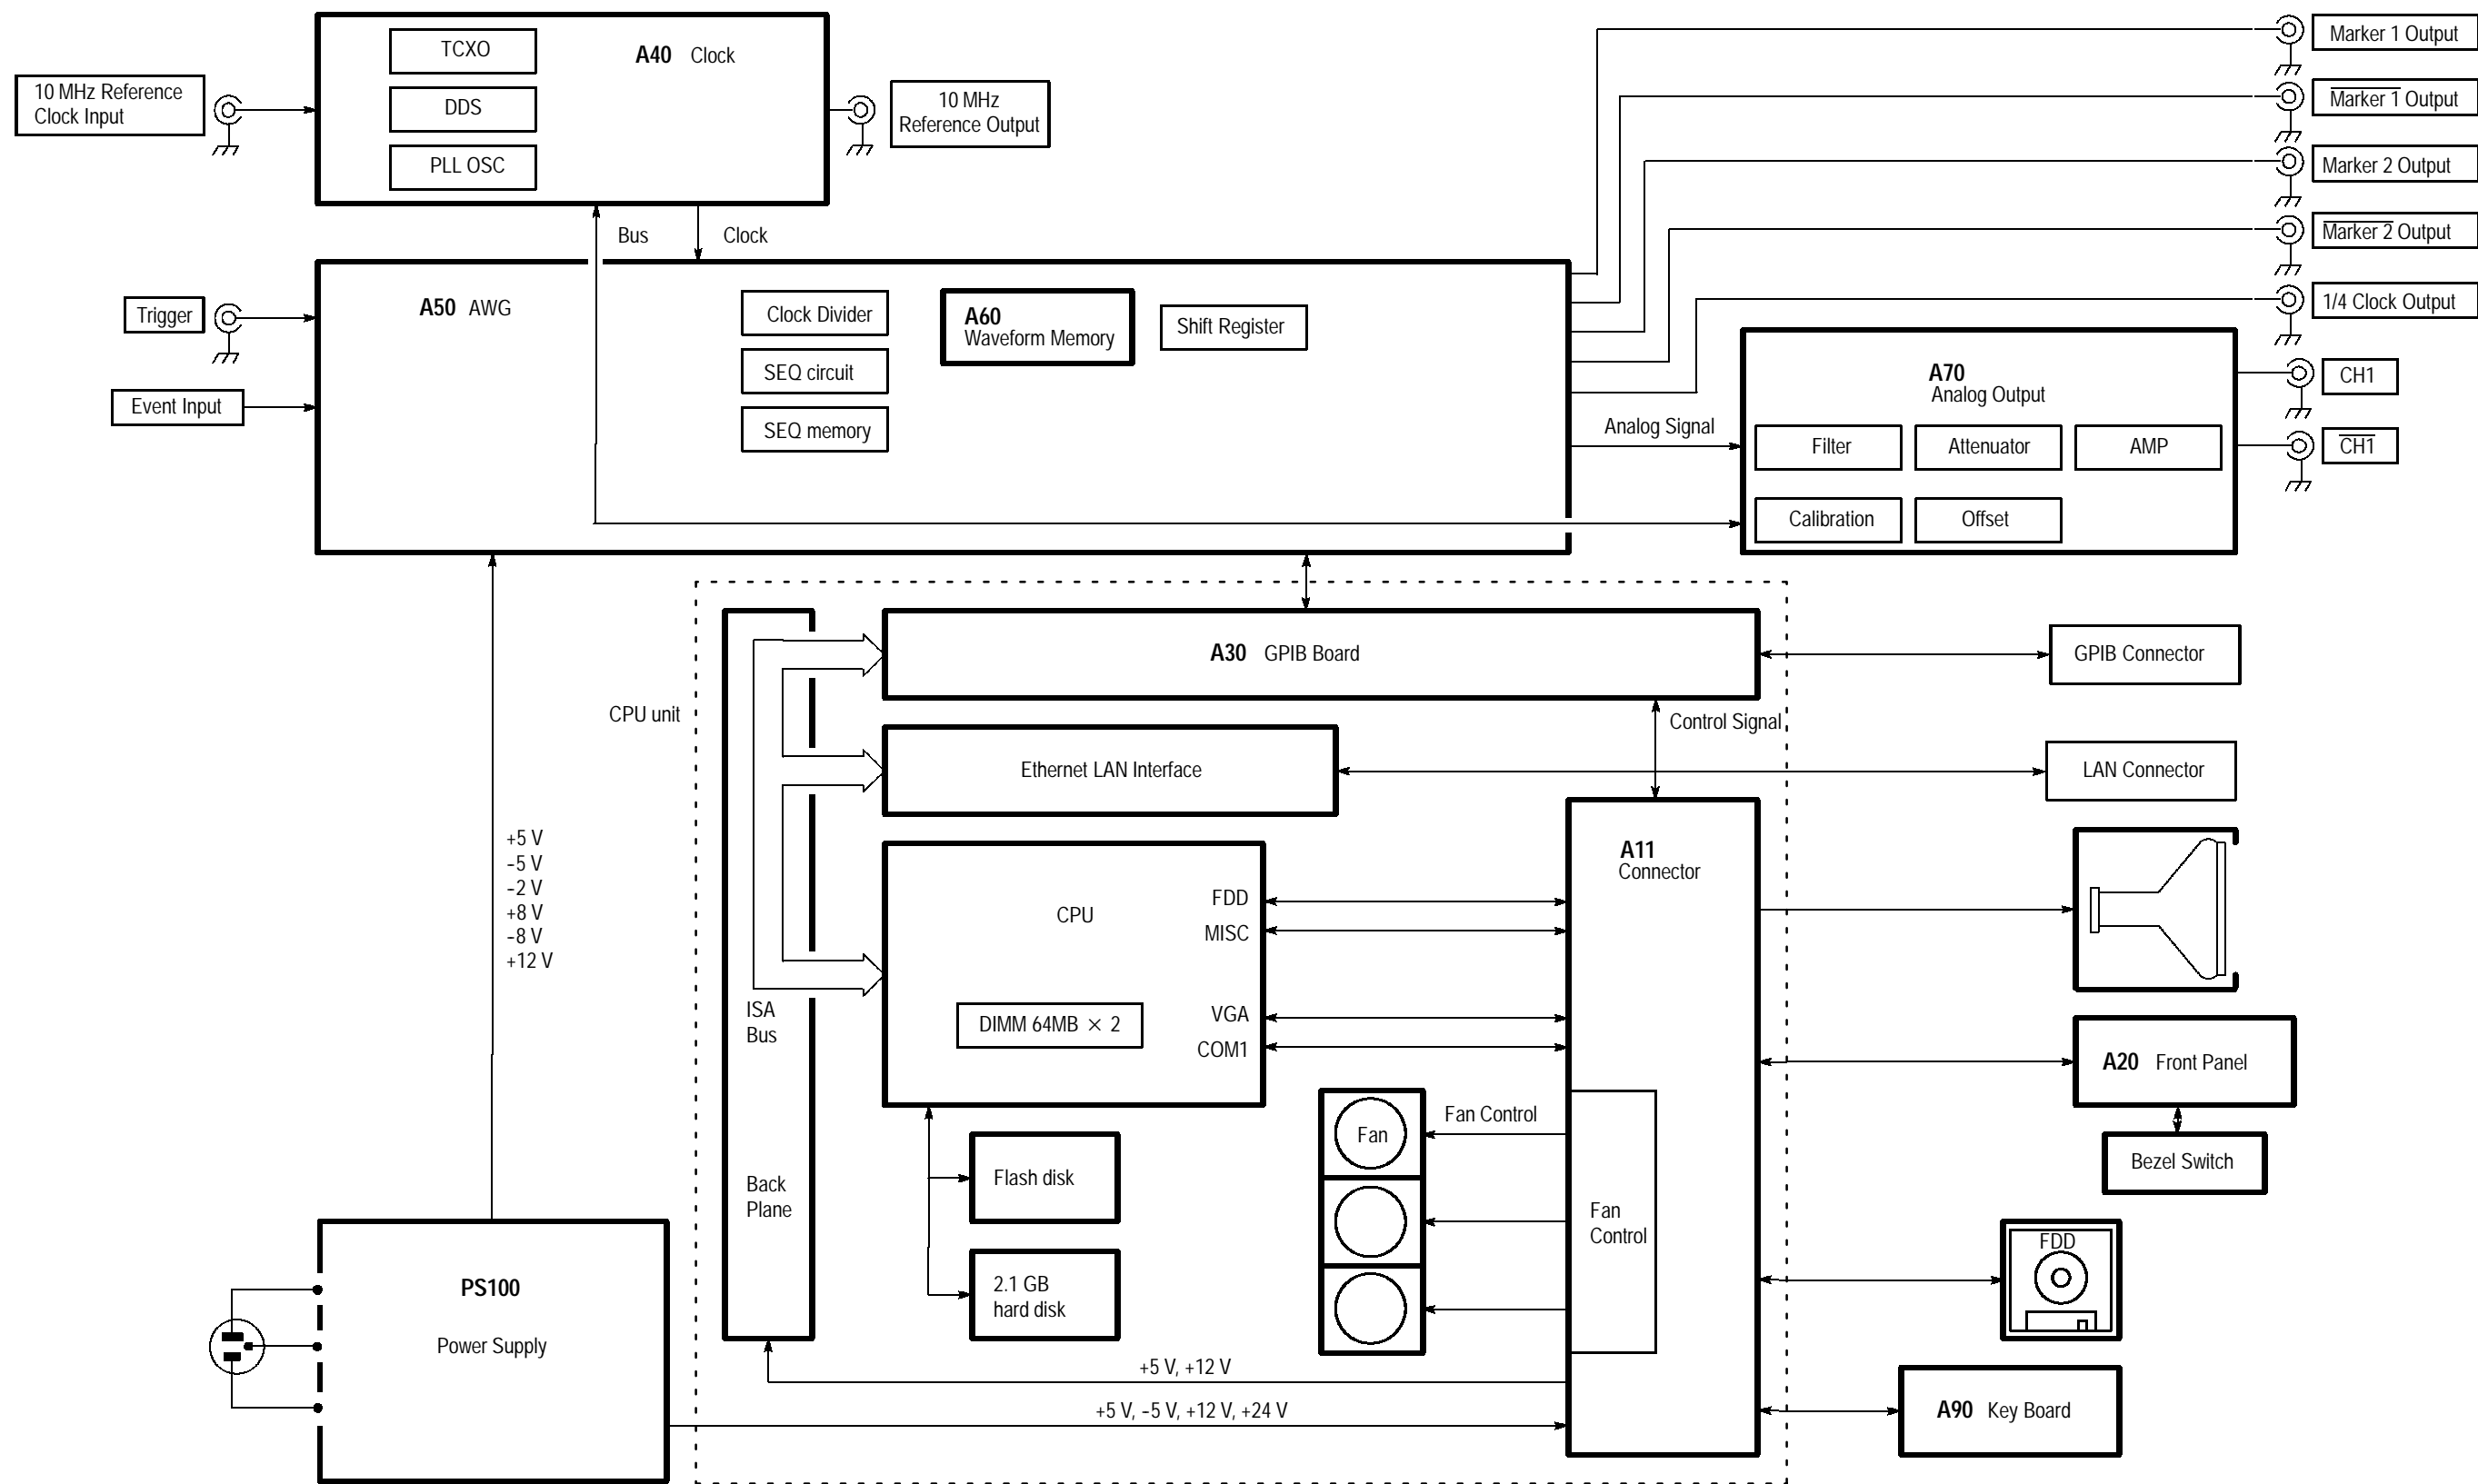 TCXO
A40 Clock
DDS
PLL OSC
10 MHz Reference
Clock Input
10 MHz
Reference Output
Marker 1 Output
Marker 1 Output
Marker 2 Output
Marker 2 Output
1/4 Clock Output
Bus
Clock
Trigger
Event Input
A50 AWG
Clock Divider
SEQ circuit
SEQ memory
A60
Waveform Memory
Shift Register
Analog Signal
A70
Analog Output
Filter
Attenuator
AMP
Calibration
Offset
CH1
CH1
CPU unit
A30 GPIB Board
GPIB Connector
Control Signal
Ethernet LAN Interface
LAN Connector
+5 V
-5 V
-2 V
+8 V
-8 V
+12 V
ISA
Bus
Back
Plane
CPU
DIMM 64MB × 2
FDD
MISC
VGA
COM1
A11
Connector
Flash disk
2.1 GB
hard disk
Fan
Fan Control
Fan
Control
A20 Front Panel
Bezel Switch
FDD
A90 Key Board
PS100
Power Supply
+5 V, +12 V
+5 V, -5 V, +12 V, +24 V